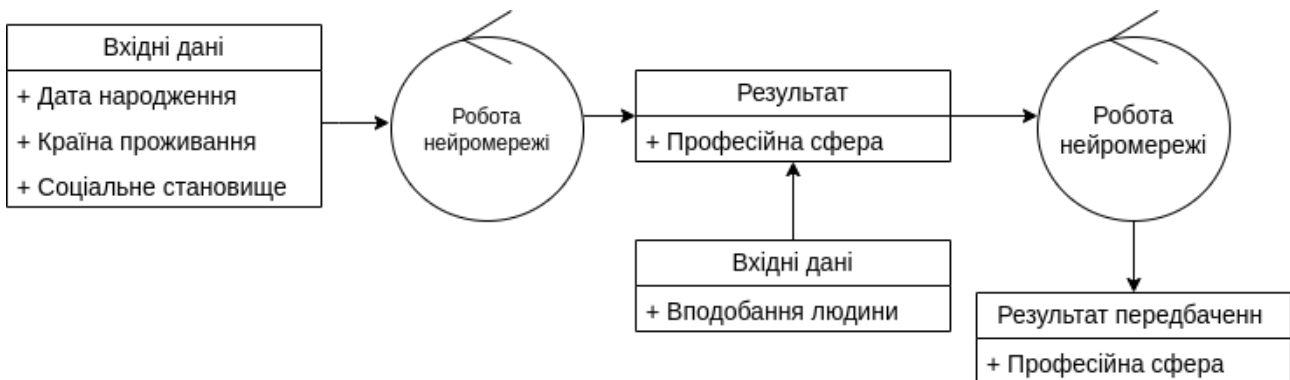 Вхідні дані
+ Дата народження
+ Країна проживання
+ Соціальне становище
Робота
нейромережі
Результат
+ Професійна сфера
Вхідні дані
+ Вподобання людини
Робота
нейромережі
Результат передбаченн
+ Професійна сфера